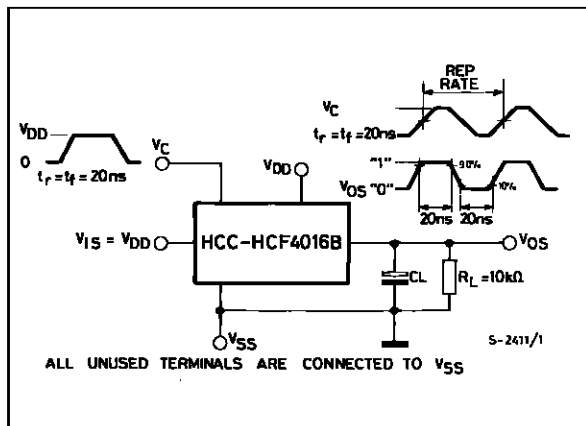 REP
RATE
VC
tr = tf = 20ns
VDD
0
tr = tf = 20ns
VC
VDD
"1"
90%
VOS "0"
10%
20ns 20ns
VIS = VDD
HCC-HCF4016B
VOS
CL
RL = 10kΩ
VSS
S-2411/1
ALL UNUSED TERMINALS ARE CONNECTED TO VSS